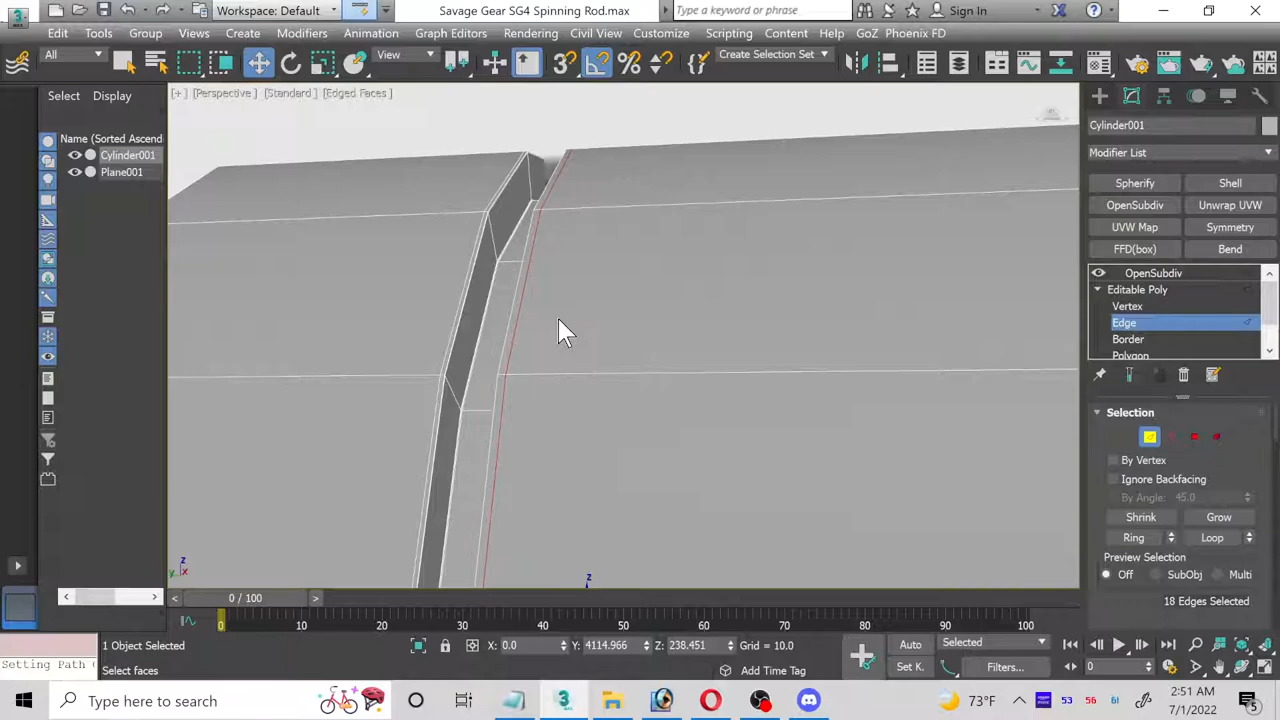 Workspace: Default
Savage Gear SG4 Spinning Rod.max
Type a keyword or phrase
Sign In
Edit Tools Group Views Create Modifiers Animation Graph Editors Rendering Civil View Customize Scripting Content Substance GoZ Phoenix FD
All
View
Create Selection Set
Select Display
[+] [Perspective] [Standard] [Edged Faces]
Name (Sorted Ascend
Cylinder001
Plane001
Cylinder001
Modifier List
Spherify Shell
OpenSubdiv Unwrap UVW
UVW Map Symmetry
FFD(box) Bend
OpenSubdiv
Editable Poly
Vertex
Edge
Border
Polygon
Selection
By Vertex
Ignore Backfacing
By Angle: 45.0
Shrink Grow
Ring Loop
Preview Selection
Off SubObj Multi
18 Edges Selected
z
y x
z
0 / 100
0 10 20 30 40 50 60 70 80 90 100
1 Object Selected
X: 0.0 Y: 4114.966 Z: 238.451 Grid = 10.0
Auto Selected
Setting Path (
Select faces
Add Time Tag
Set K. Filters...
0
Type here to search
73°F
53 56 61
2:51 AM
7/1/2022
5